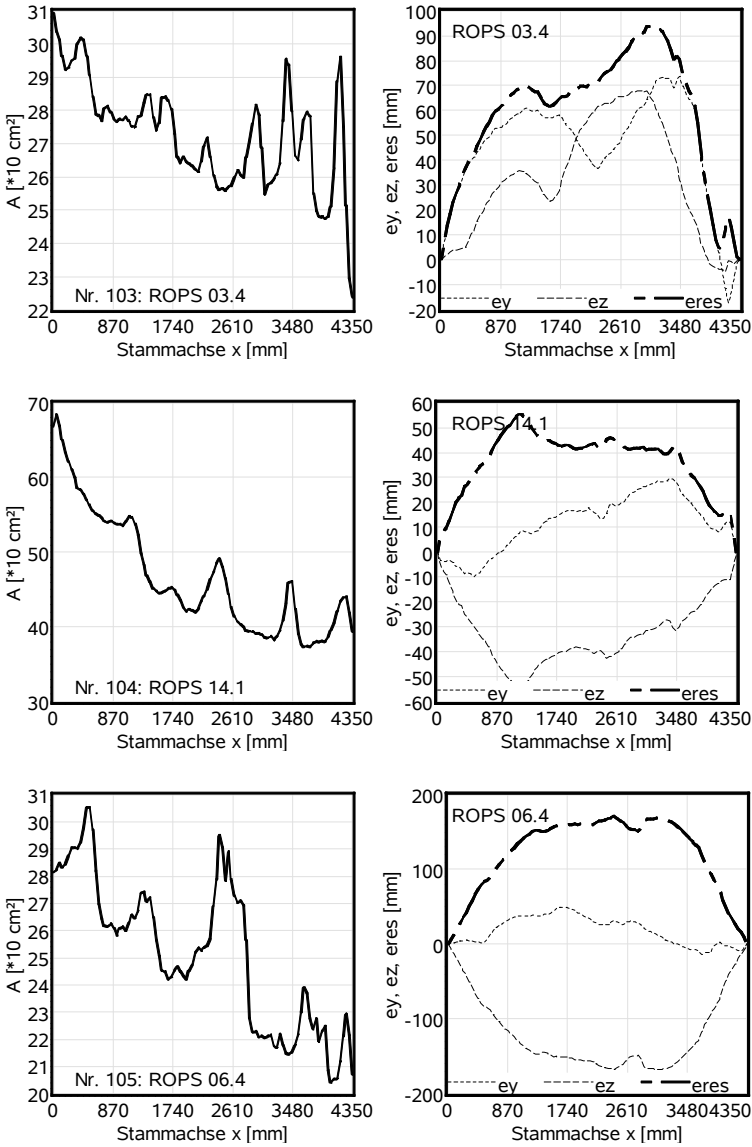 31
30
29
28
27
26
25
24
23
22
A [*10 cm²]
Nr. 103: ROPS 03.4
0 870 1740 2610 3480 4350
Stammachse x [mm]
100
90
80
70
60
50
40
30
20
10
0
-10
-20
ey, ez, eres [mm]
ROPS 03.4
ey ez eres
0 870 1740 2610 3480 4350
Stammachse x [mm]
70
60
50
40
30
A [*10 cm²]
Nr. 104: ROPS 14.1
0 870 1740 2610 3480 4350
Stammachse x [mm]
60
50
40
30
20
10
0
-10
-20
-30
-40
-50
-60
ey, ez, eres [mm]
ROPS 14.1
ey ez eres
0 870 1740 2610 3480 4350
Stammachse x [mm]
31
30
29
28
27
26
25
24
23
22
21
20
A [*10 cm²]
Nr. 105: ROPS 06.4
0 870 1740 2610 3480 4350
Stammachse x [mm]
200
100
0
-100
-200
ey, ez, eres [mm]
ROPS 06.4
ey ez eres
0 870 1740 2610 3480 4350
Stammachse x [mm]